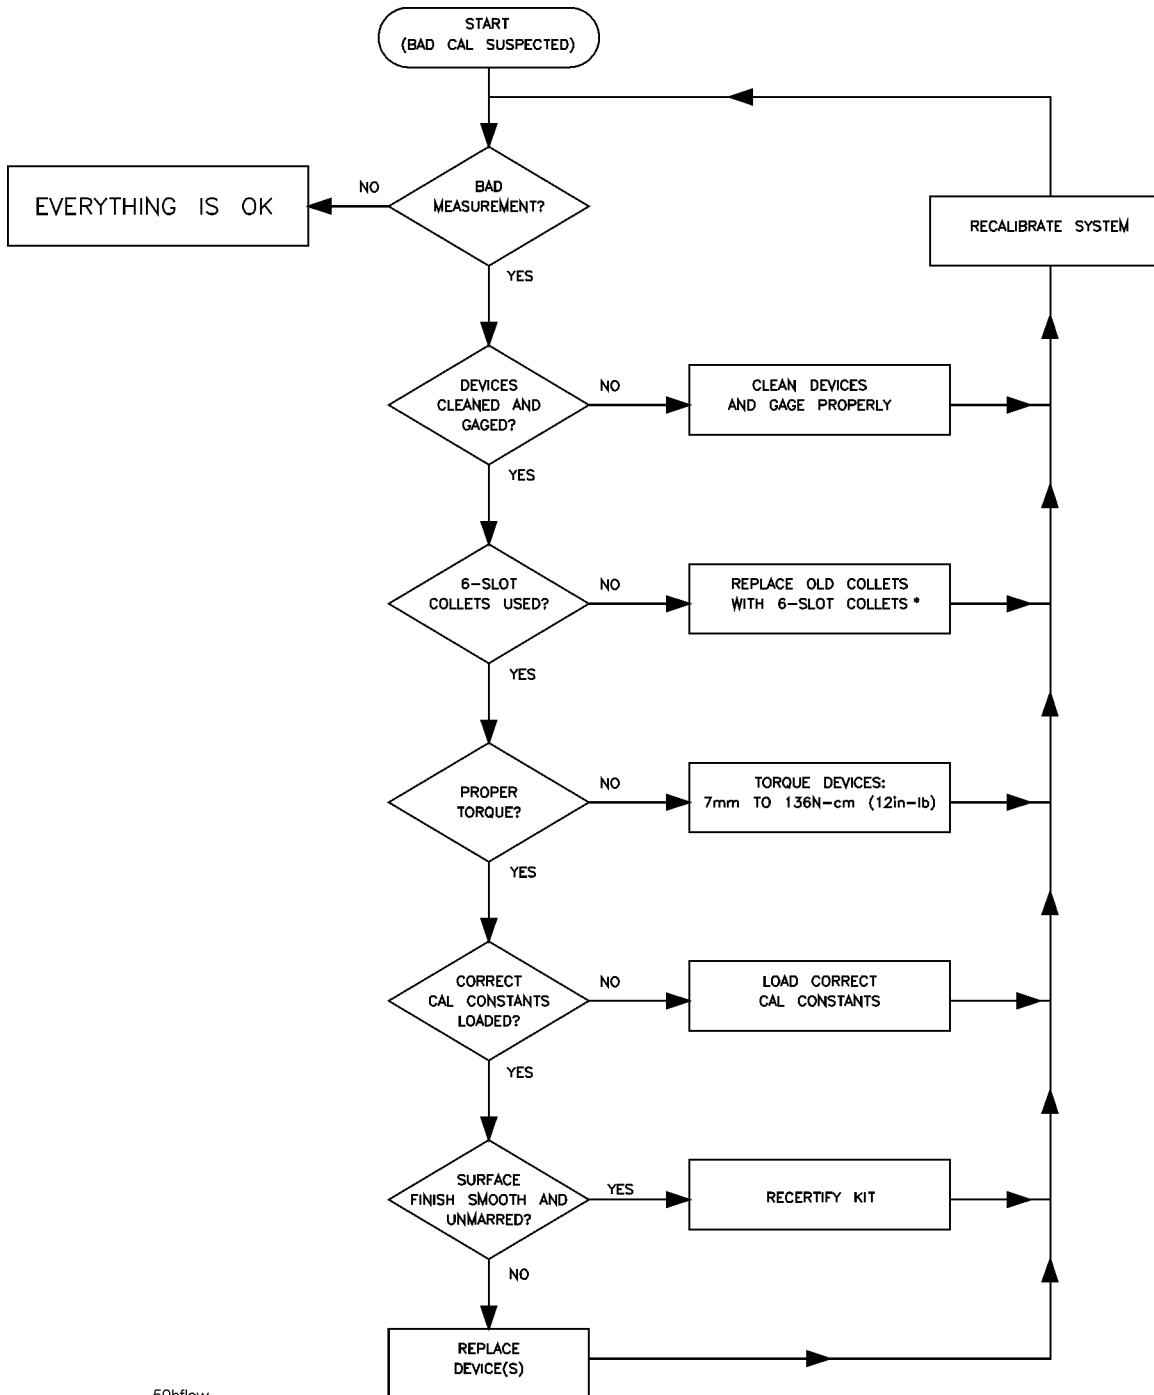 START
(BAD CAL SUSPECTED)
BAD
MEASUREMENT?
NO
EVERYTHING IS OK
RECALIBRATE SYSTEM
YES
DEVICES
CLEANED AND
GAGED?
NO
CLEAN DEVICES
AND GAGE PROPERLY
YES
6-SLOT
COLLETS USED?
NO
REPLACE OLD COLLETS
WITH 6-SLOT COLLETS*
YES
PROPER
TORQUE?
NO
TORQUE DEVICES:
7mm TO 136N-cm (12in-lb)
YES
CORRECT
CAL CONSTANTS
LOADED?
NO
LOAD CORRECT
CAL CONSTANTS
YES
SURFACE
FINISH SMOOTH AND
UNMARRED?
YES
RECERTIFY KIT
NO
REPLACE
DEVICE(S)